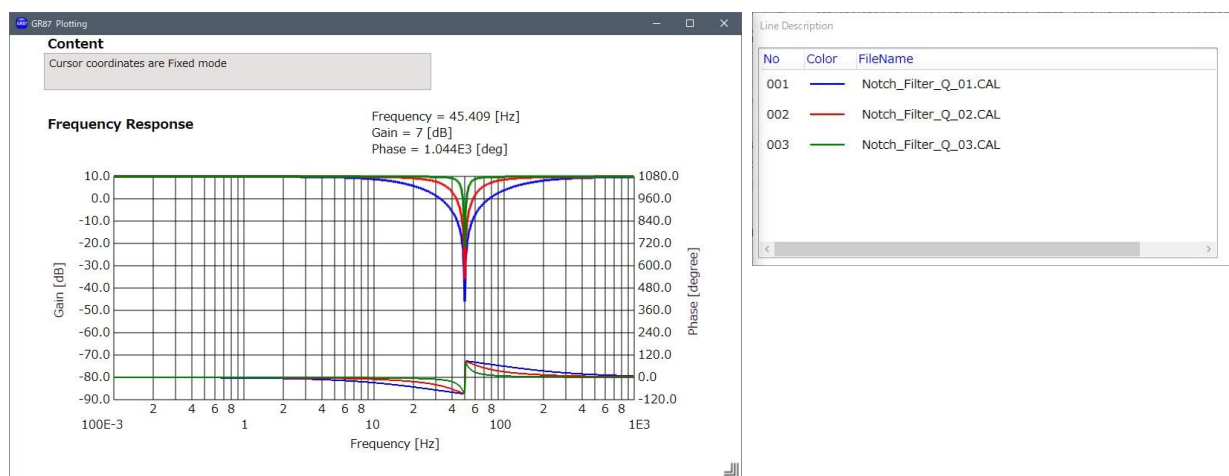 GR87 Plotting
Content
Cursor coordinates are Fixed mode
Frequency Response
Frequency = 45.409 [Hz]
Gain = 7 [dB]
Phase = 1.044E3 [deg]
10.0
0.0
-10.0
-20.0
-30.0
-40.0
-50.0
-60.0
-70.0
-80.0
-90.0
Gain [dB]
1080.0
960.0
840.0
720.0
600.0
480.0
360.0
240.0
120.0
0.0
-120.0
Phase [degree]
2 4 6 8 2 4 6 8 2 4 6 8 2 4 6 8
100E-3 1 10 100 1E3
Frequency [Hz]
Line Description
No Color FileName
001 Notch_Filter_Q_01.CAL
002 Notch_Filter_Q_02.CAL
003 Notch_Filter_Q_03.CAL